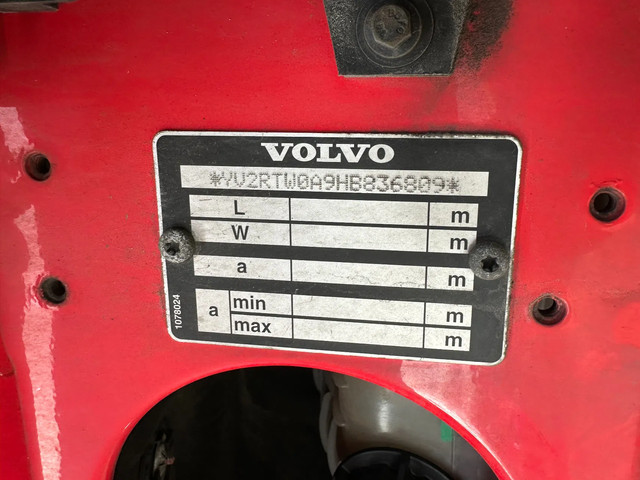 VOLVO
*YV2RTW0A9HB836809*
L m
W m
a m
a min m
max m
1078024